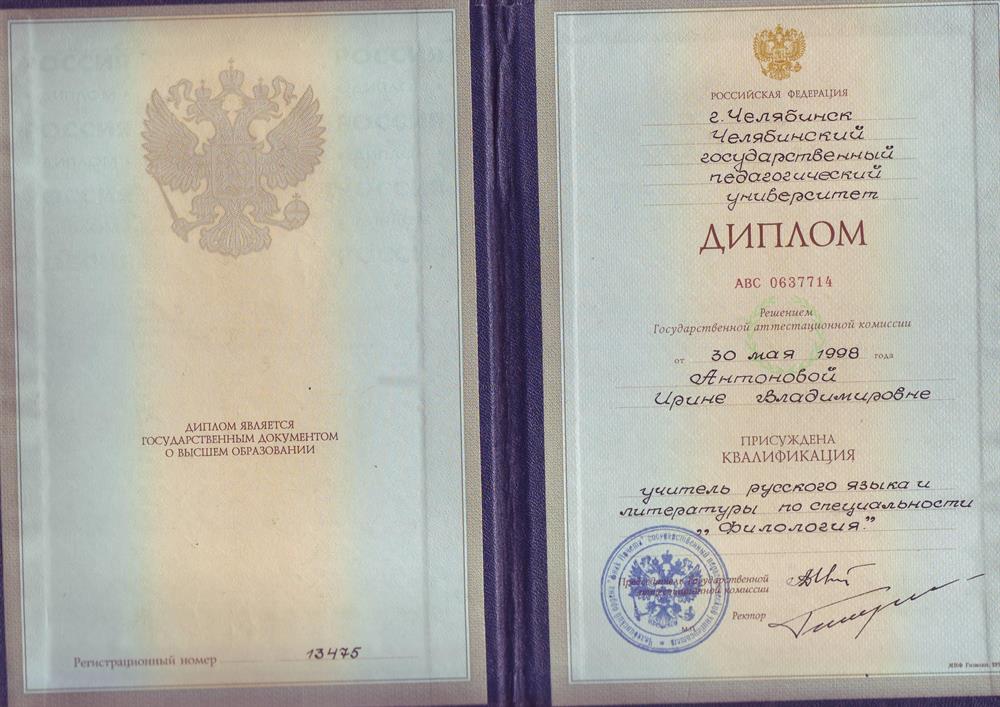 ДИПЛОМ ЯВЛЯЕТСЯ
ГОСУДАРСТВЕННЫМ ДОКУМЕНТОМ
О ВЫСШЕМ ОБРАЗОВАНИИ
Регистрационный номер 13475
РОССИЙСКАЯ ФЕДЕРАЦИЯ
г. Челябинск
Челябинский
государственный
педагогический
университет
ДИПЛОМ
АВС 0637714
Решением
Государственной аттестационной комиссии
от 30 мая 1998 года
Антоновой
Ирине Владимировне
ПРИСУЖДЕНА
КВАЛИФИКАЦИЯ
учитель русского языка и
литературы по специальности
„Филология."
Председатель Государственной
аттестационной комиссии
Ректор
М.П.